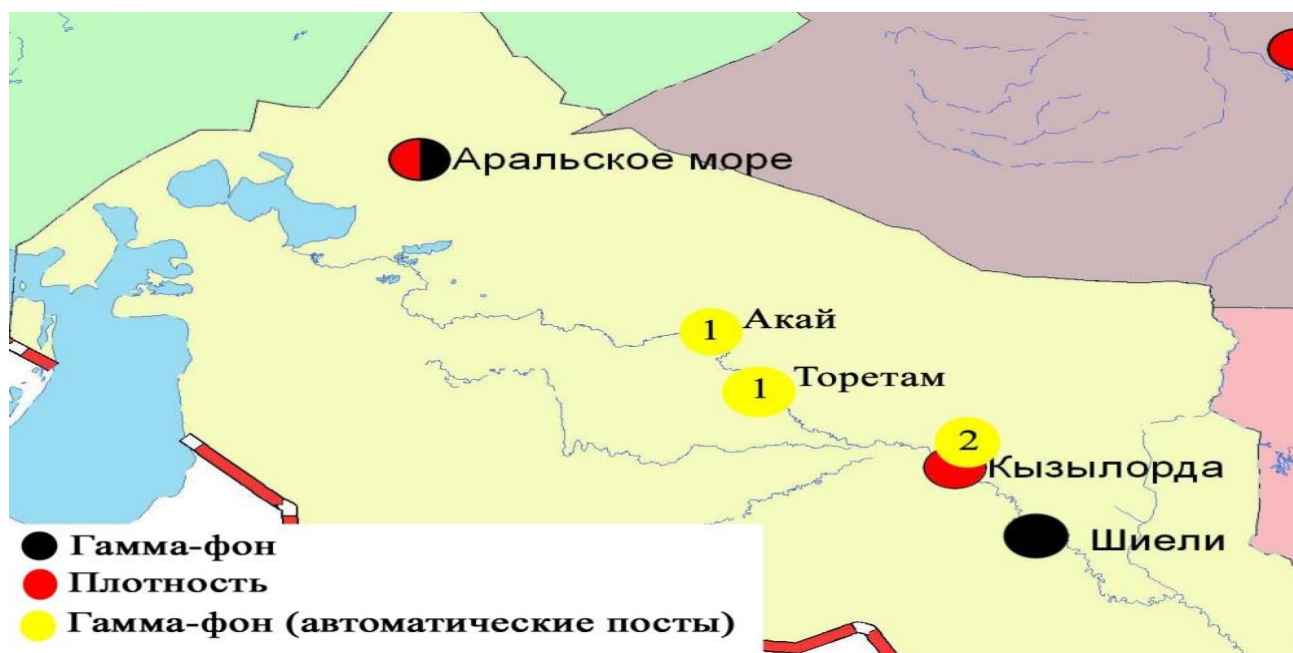 Аральское море
1 Акай
1 Торетам
2
Кызылорда
Шиели
Гамма-фон
Плотность
Гамма-фон (автоматические посты)